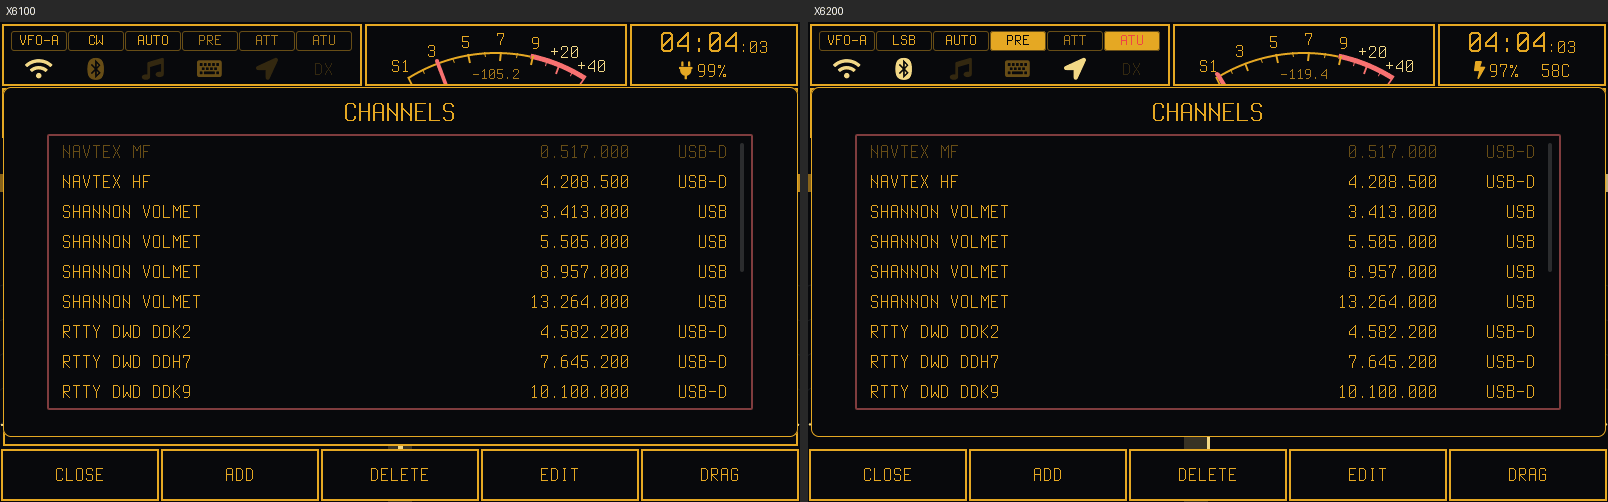 X6100
VFO-A CW AUTO PRE ATT ATU
DX
S1 3 5 7 9 +20 +40
-105.2
04:04:03
99%
CHANNELS
NAVTEX MF 0.517.000 USB-D
NAVTEX HF 4.208.500 USB-D
SHANNON VOLMET 3.413.000 USB
SHANNON VOLMET 5.505.000 USB
SHANNON VOLMET 8.957.000 USB
SHANNON VOLMET 13.264.000 USB
RTTY DWD DDK2 4.582.200 USB-D
RTTY DWD DDH7 7.645.200 USB-D
RTTY DWD DDK9 10.100.000 USB-D
CLOSE ADD DELETE EDIT DRAG
X6200
VFO-A LSB AUTO PRE ATT ATU
DX
S1 3 5 7 9 +20 +40
-119.4
04:04:03
97% 58C
CHANNELS
NAVTEX MF 0.517.000 USB-D
NAVTEX HF 4.208.500 USB-D
SHANNON VOLMET 3.413.000 USB
SHANNON VOLMET 5.505.000 USB
SHANNON VOLMET 8.957.000 USB
SHANNON VOLMET 13.264.000 USB
RTTY DWD DDK2 4.582.200 USB-D
RTTY DWD DDH7 7.645.200 USB-D
RTTY DWD DDK9 10.100.000 USB-D
CLOSE ADD DELETE EDIT DRAG